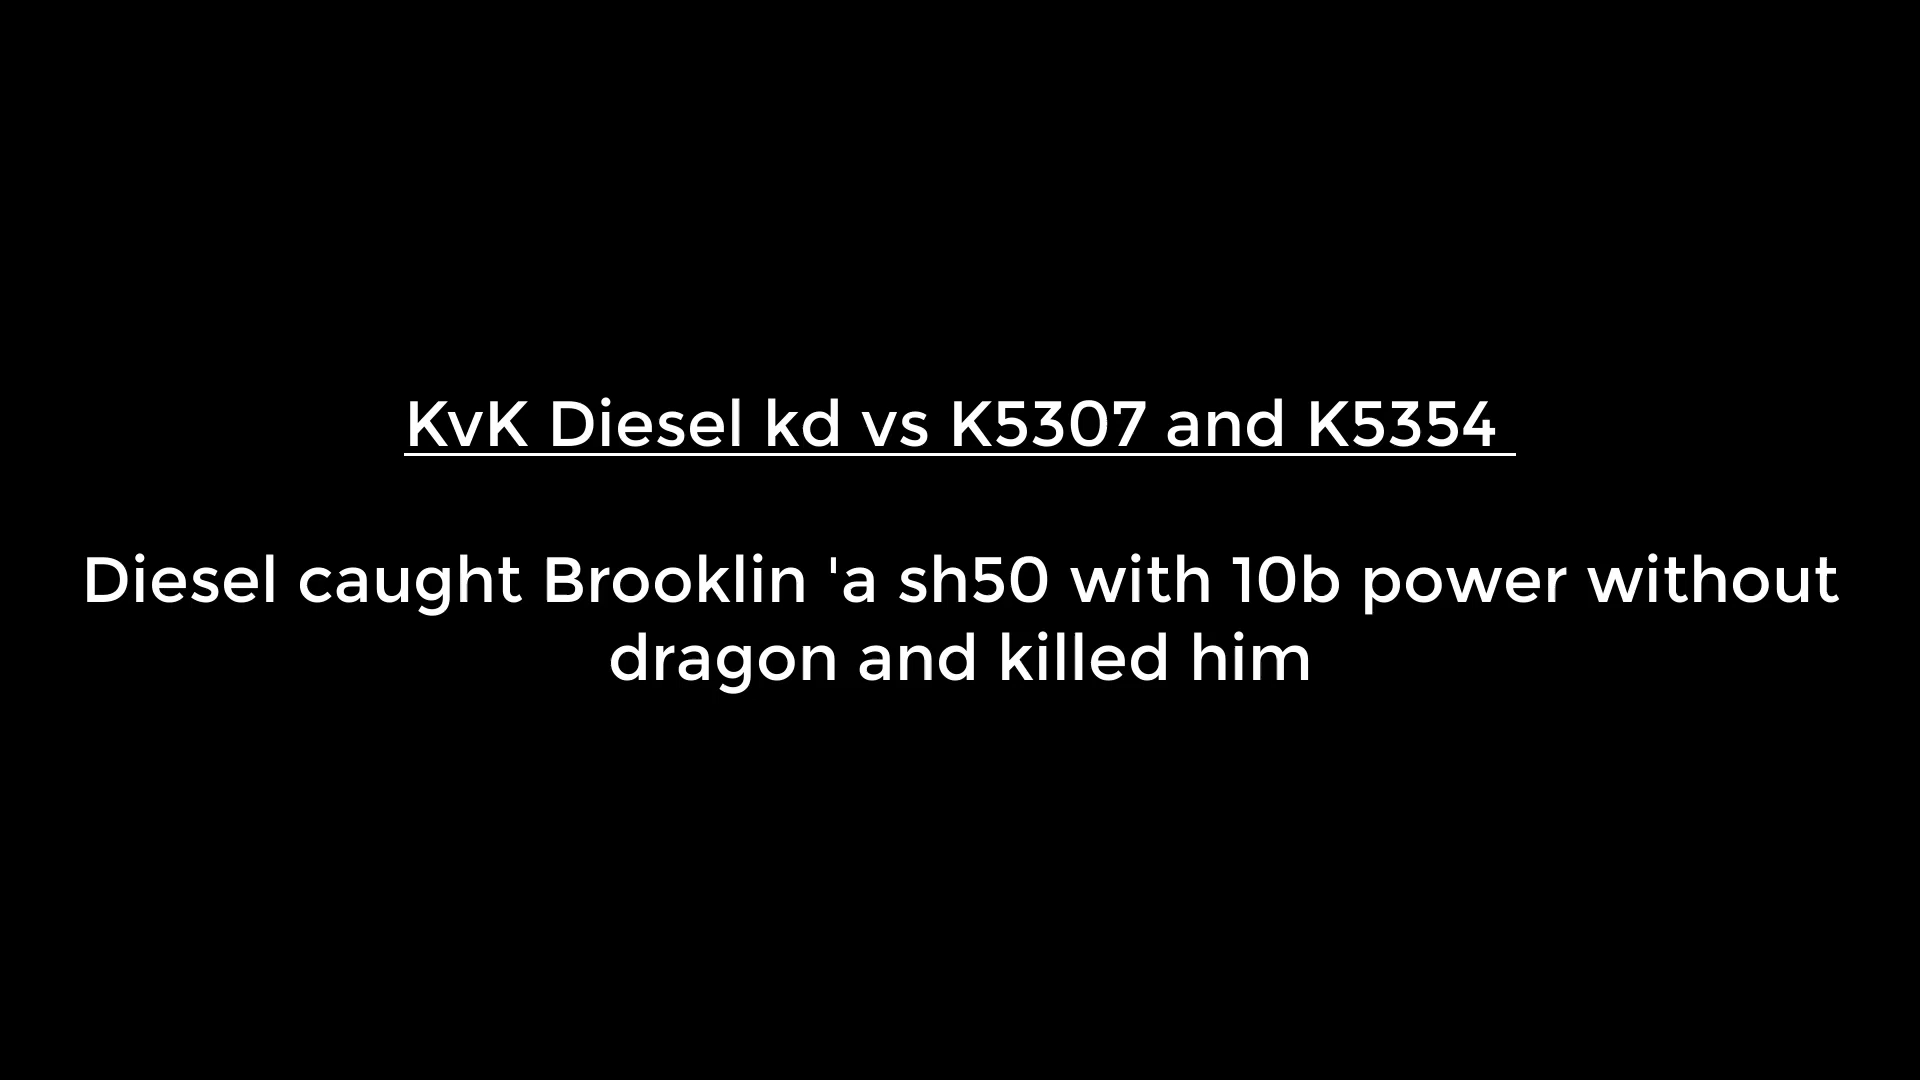 KvK Diesel kd vs K5307 and K5354
Diesel caught Brooklin 'a sh50 with 10b power without
dragon and killed him